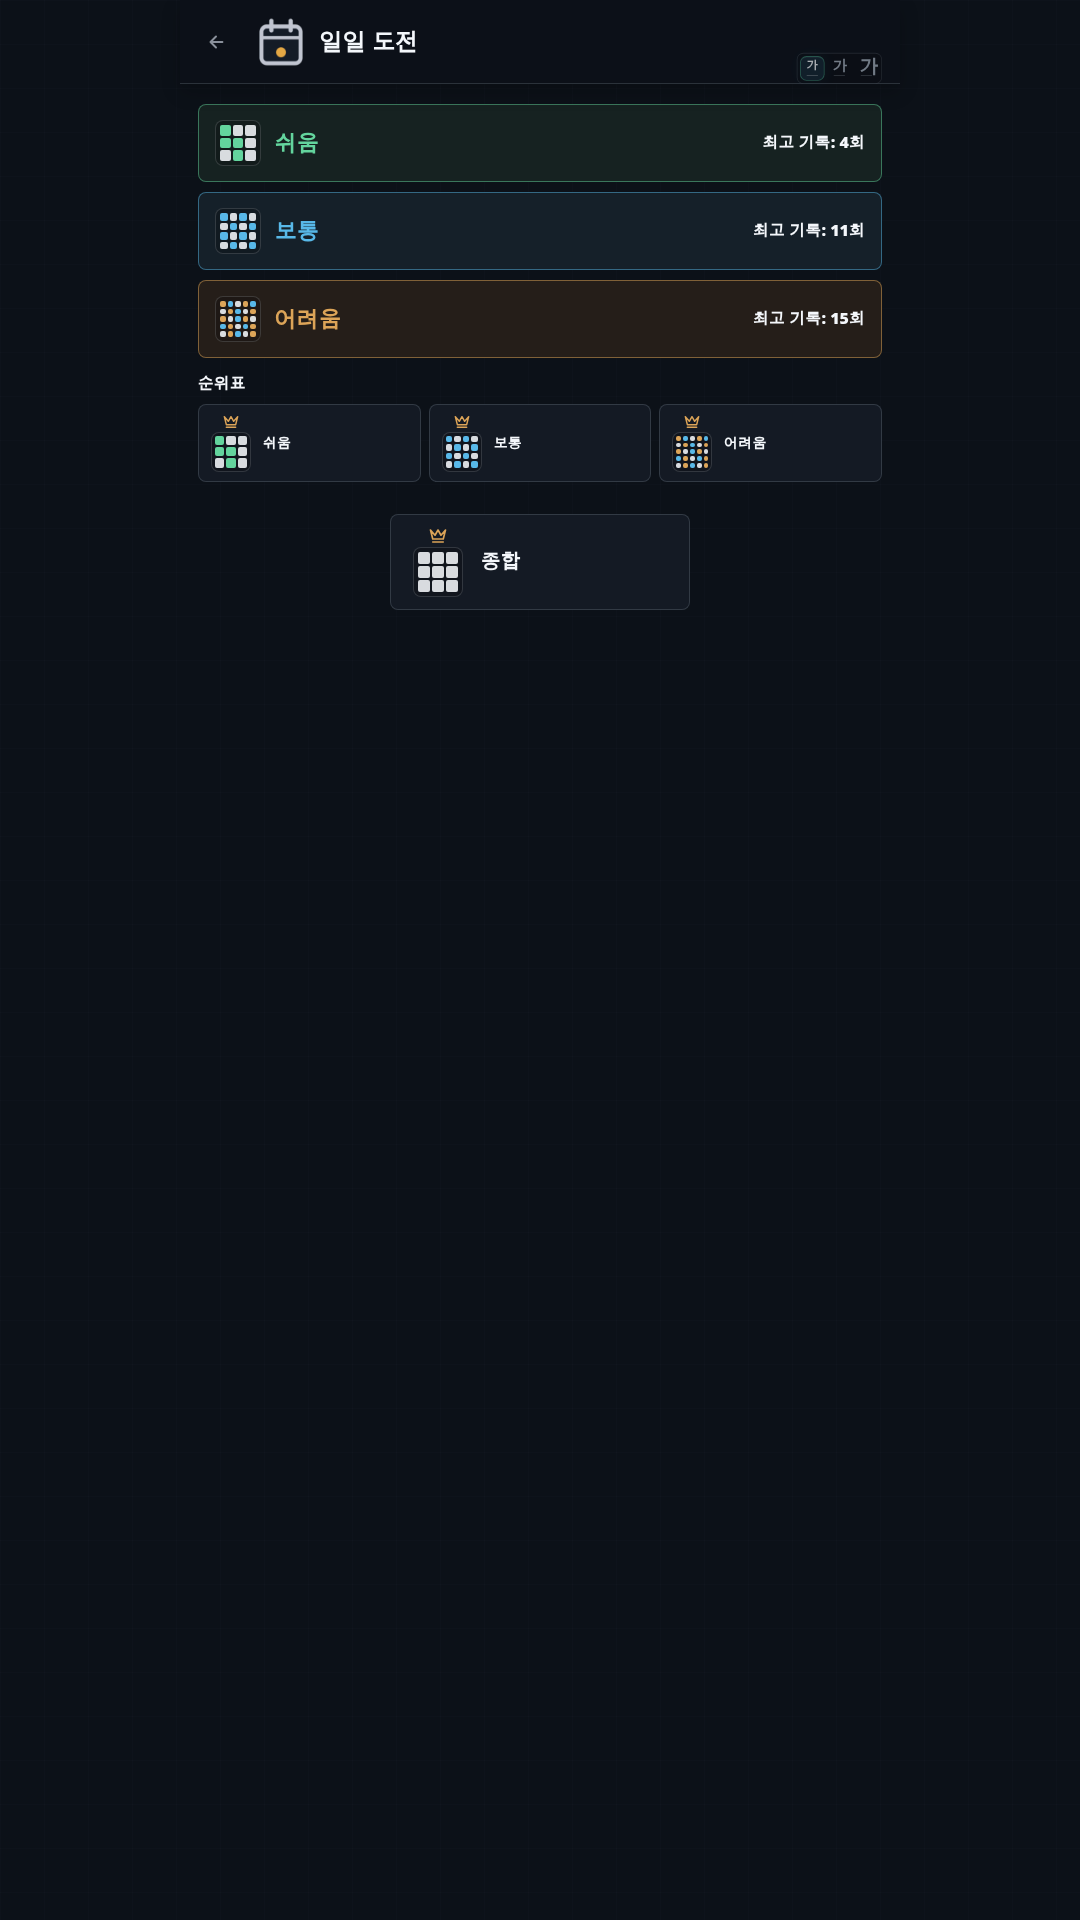 일일 도전
가 가 가
쉬움 최고 기록: 4회
보통 최고 기록: 11회
어려움 최고 기록: 15회
순위표
쉬움 보통 어려움
종합